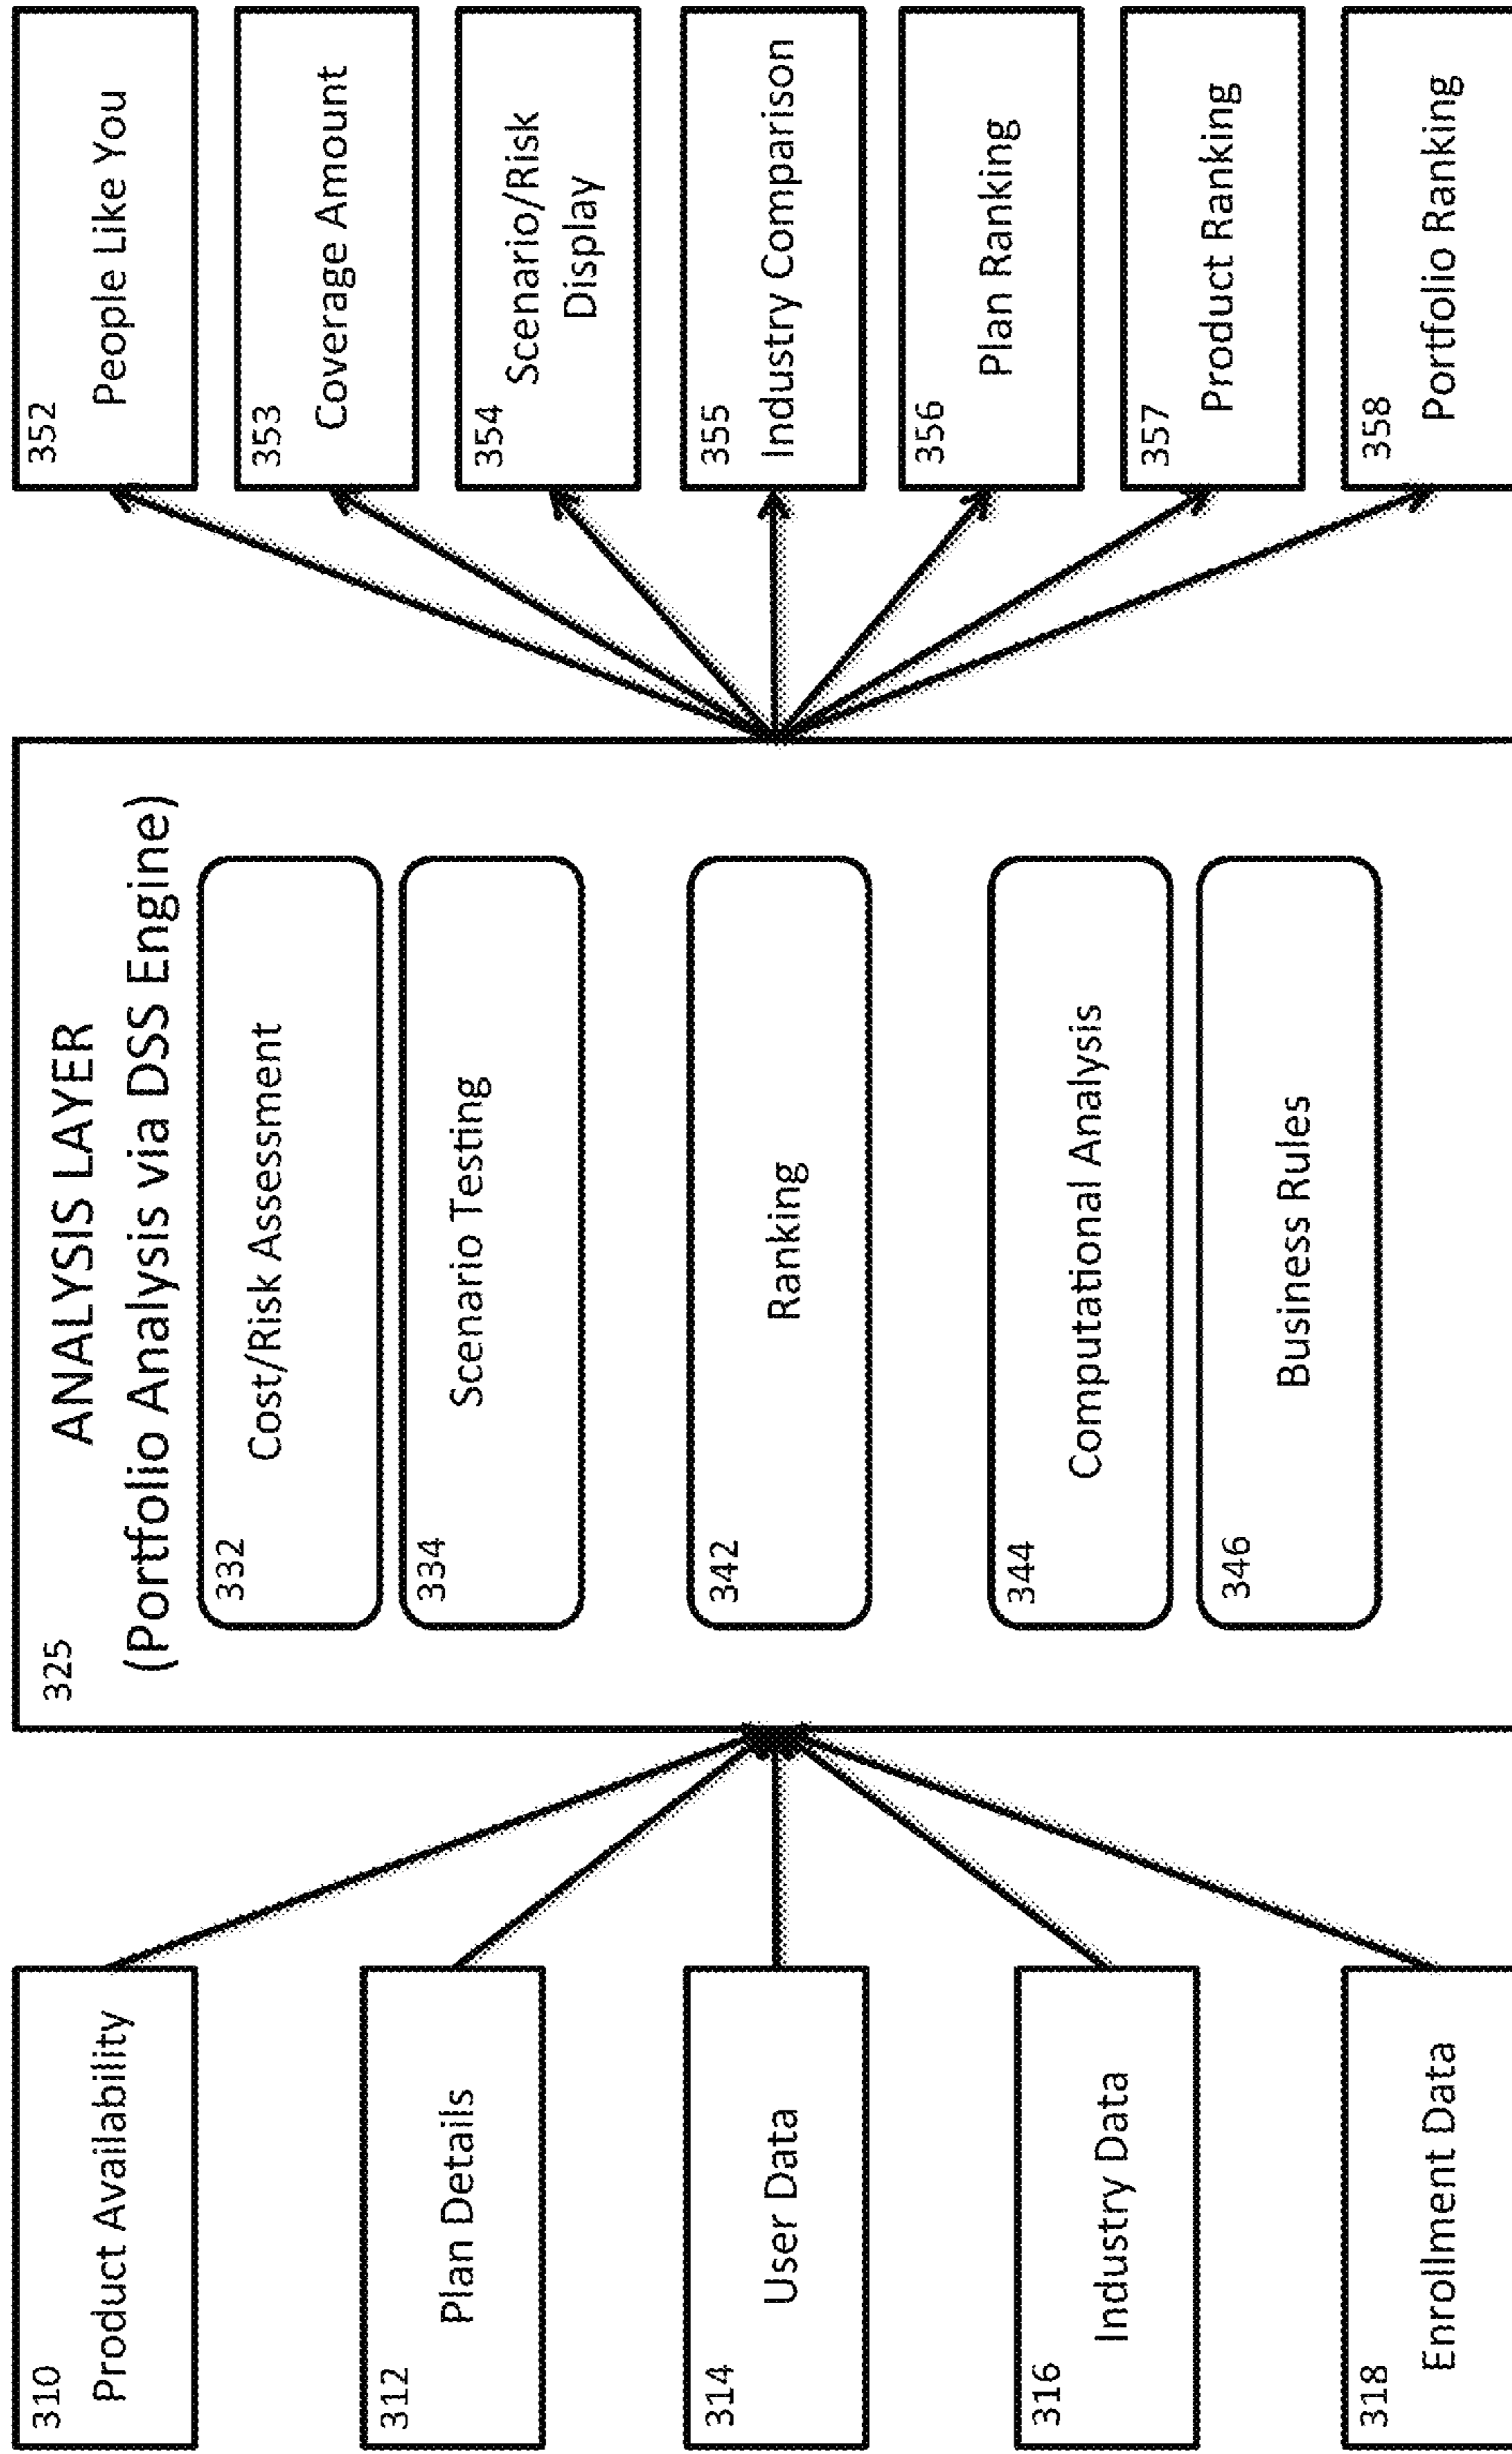 310
Product Availability
312
Plan Details
314
User Data
316
Industry Data
318
Enrollment Data
325
ANALYSIS LAYER
(Portfolio Analysis via DSS Engine)
332
Cost/Risk Assessment
334
Scenario Testing
342
Ranking
344
Computational Analysis
346
Business Rules
352
People Like You
353
Coverage Amount
354
Scenario/Risk
Display
355
Industry Comparison
356
Plan Ranking
357
Product Ranking
358
Portfolio Ranking